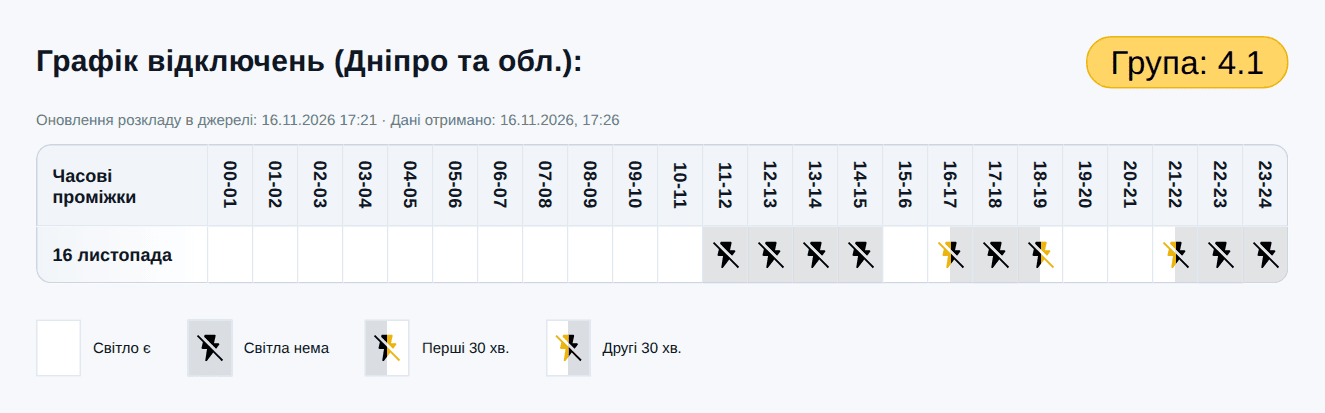 Графік відключень (Дніпро та обл.):
Група: 4.1
Оновлення розкладу в джерелі: 16.11.2026 17:21 · Дані отримано: 16.11.2026, 17:26
Часові
проміжки
00-01
01-02
02-03
03-04
04-05
05-06
06-07
07-08
08-09
09-10
10-11
11-12
12-13
13-14
14-15
15-16
16-17
17-18
18-19
19-20
20-21
21-22
22-23
23-24
16 листопада
Світло є
Світла нема
Перші 30 хв.
Другі 30 хв.